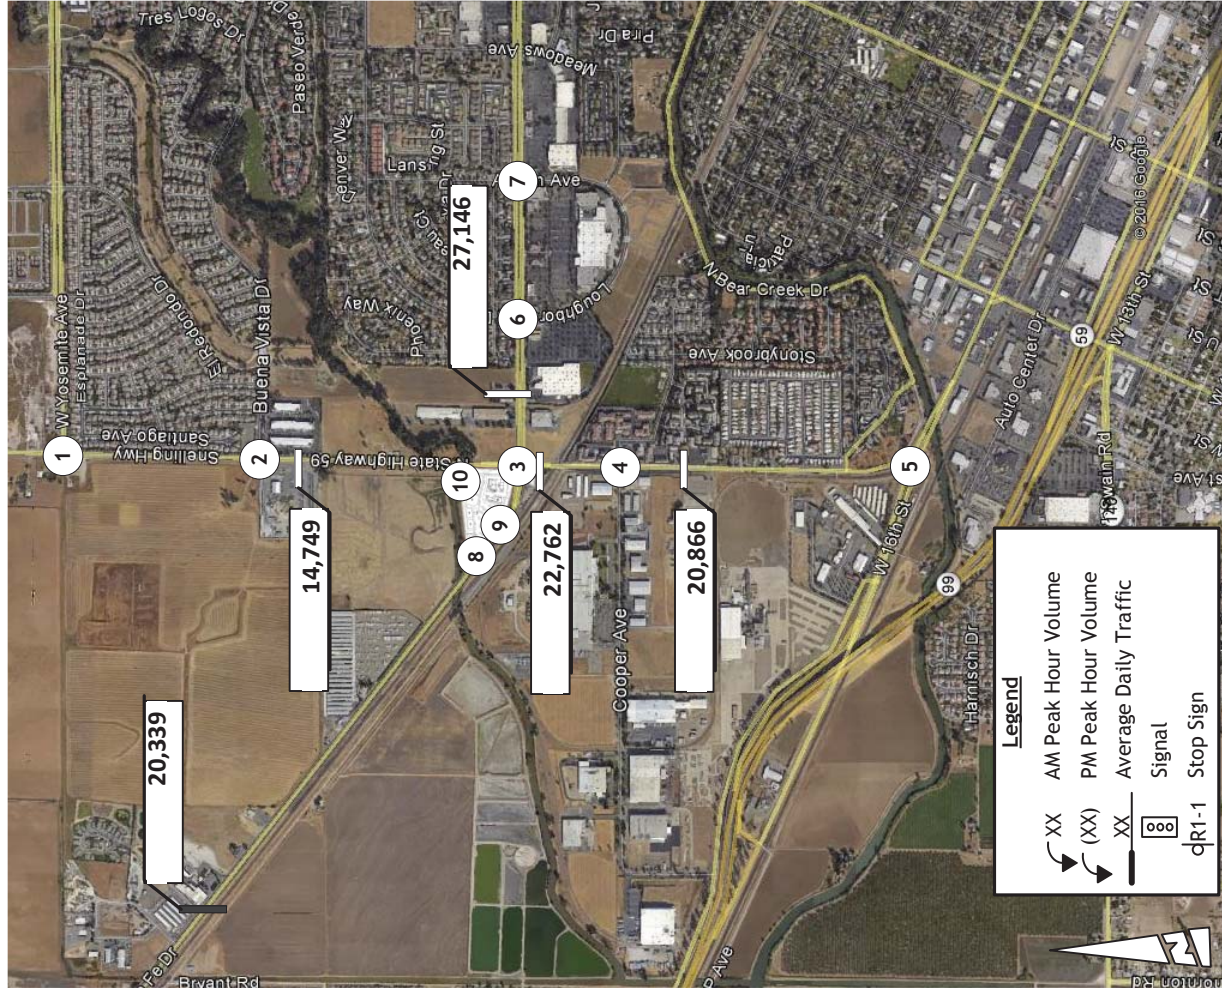 Tres Logos Dr
Paseo Verde
Meadows Ave
Pira Dr
Denver Way
Phoenix Way
W Yosemite Ave
Esplanade Dr
El Redondo Dr
Buena Vista Dr
Santiago Ave
Snelling Hwy
State Highway 59
Stonybrook Ave
W Bear Creek Dr
Patricia Ln
Auto Center Dr
W 13th St
W 16th St
Cooper Ave
Harnisch Dr
Fe Dr
Bryant Rd
© 2016 Google
59
99
1
2
3
4
5
6
7
8
9
10
27,146
14,749
22,762
20,866
20,339
Legend
XX AM Peak Hour Volume
(XX) PM Peak Hour Volume
XX Average Daily Traffic
Signal
R1-1 Stop Sign
N